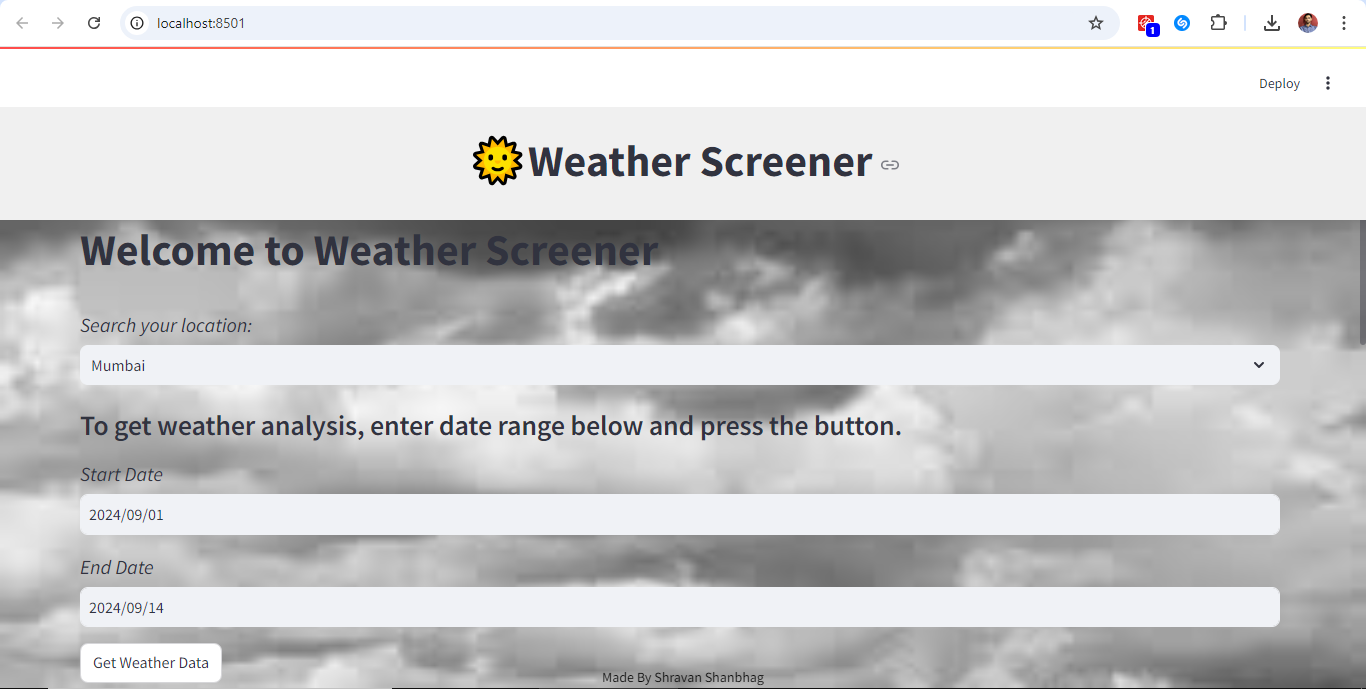 localhost:8501
1
Deploy
Weather Screener
Welcome to Weather Screener
Search your location:
Mumbai
To get weather analysis, enter date range below and press the button.
Start Date
2024/09/01
End Date
2024/09/14
Get Weather Data
Made By Shravan Shanbhag